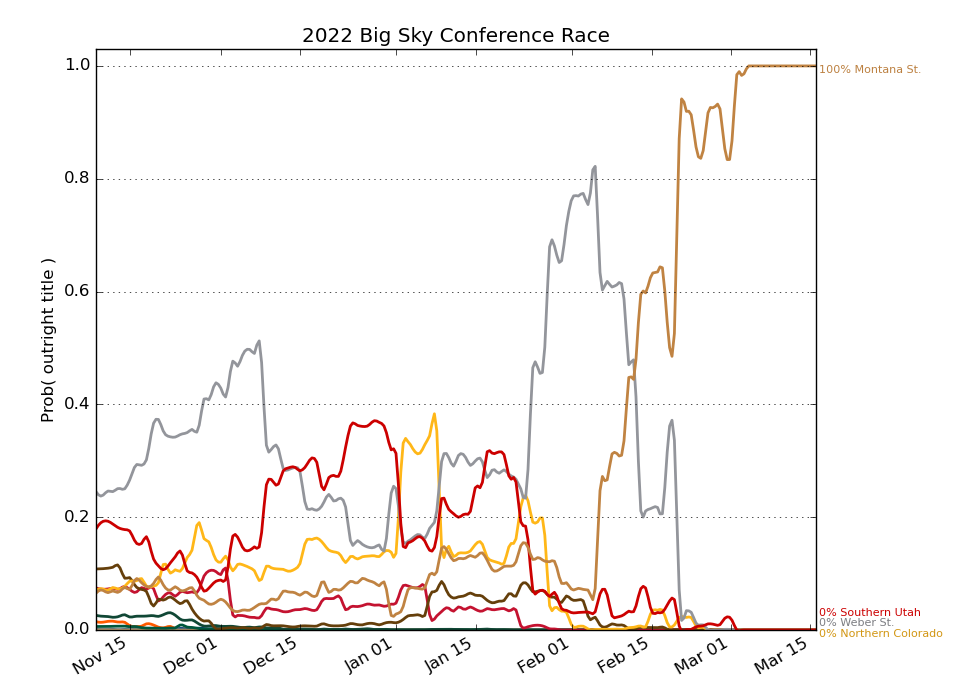 2022 Big Sky Conference Race
1.0
100% Montana St.
0.8
0.6
Prob( outright title )
0.4
0.2
0% Southern Utah
0% Weber St.
0.0
0% Northern Colorado
Nov 15
Dec 01
Dec 15
Jan 01
Jan 15
Feb 01
Feb 15
Mar 01
Mar 15